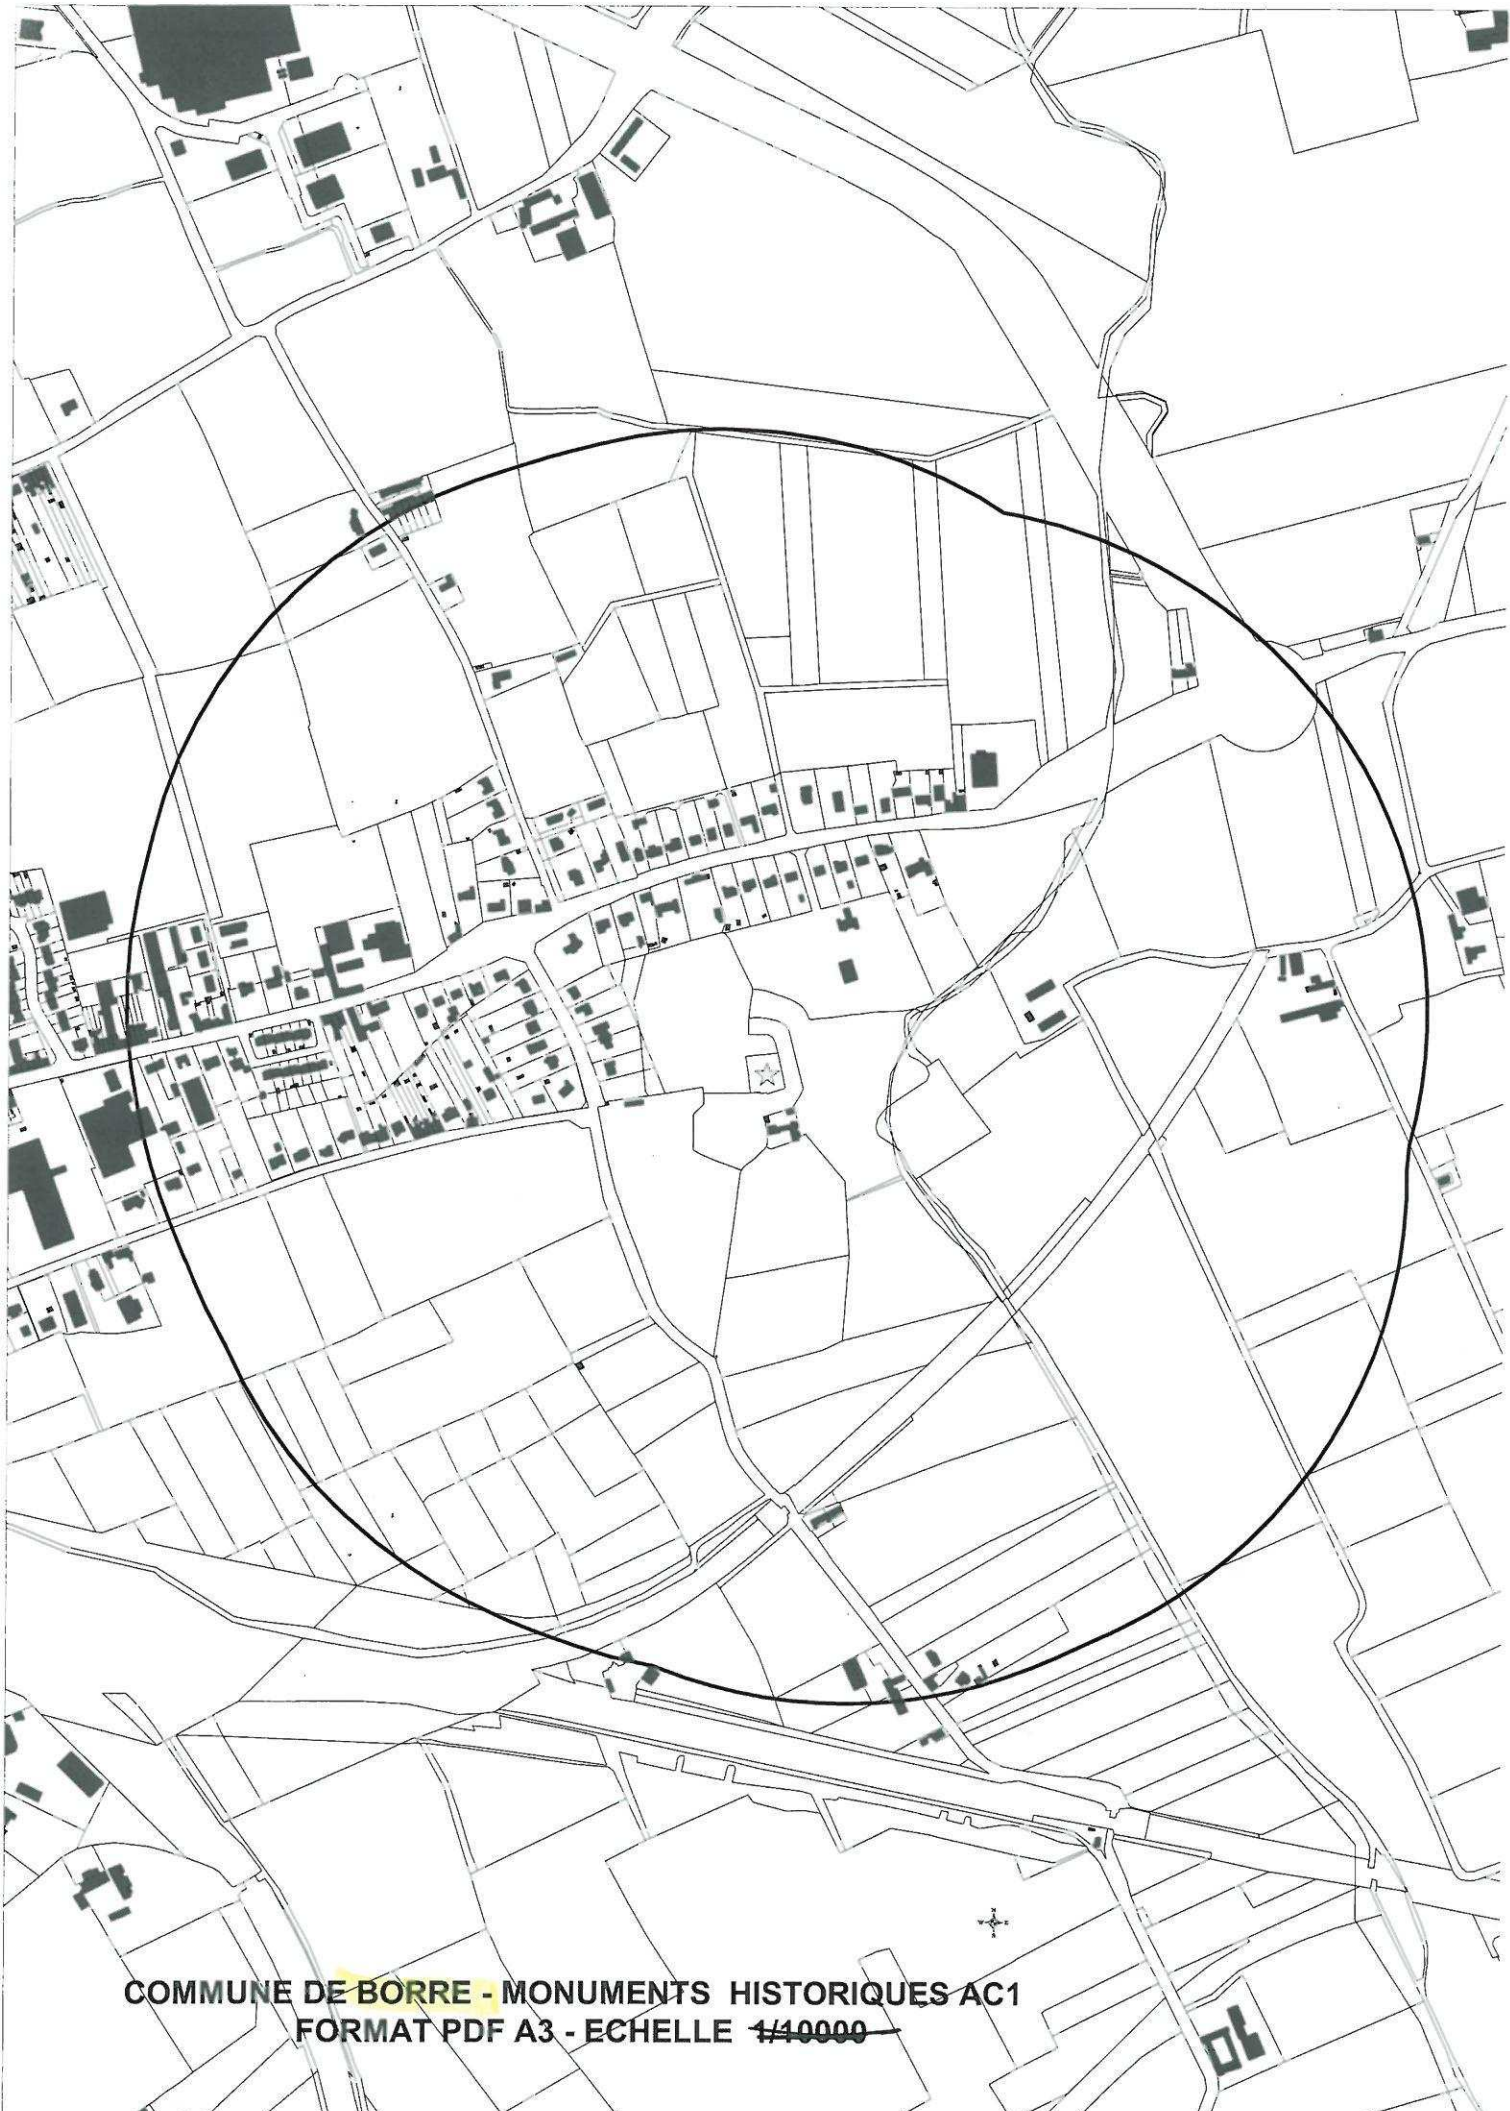 COMMUNE DE BORRE - MONUMENTS HISTORIQUES AC1
FORMAT PDF A3 - ECHELLE 1/10000